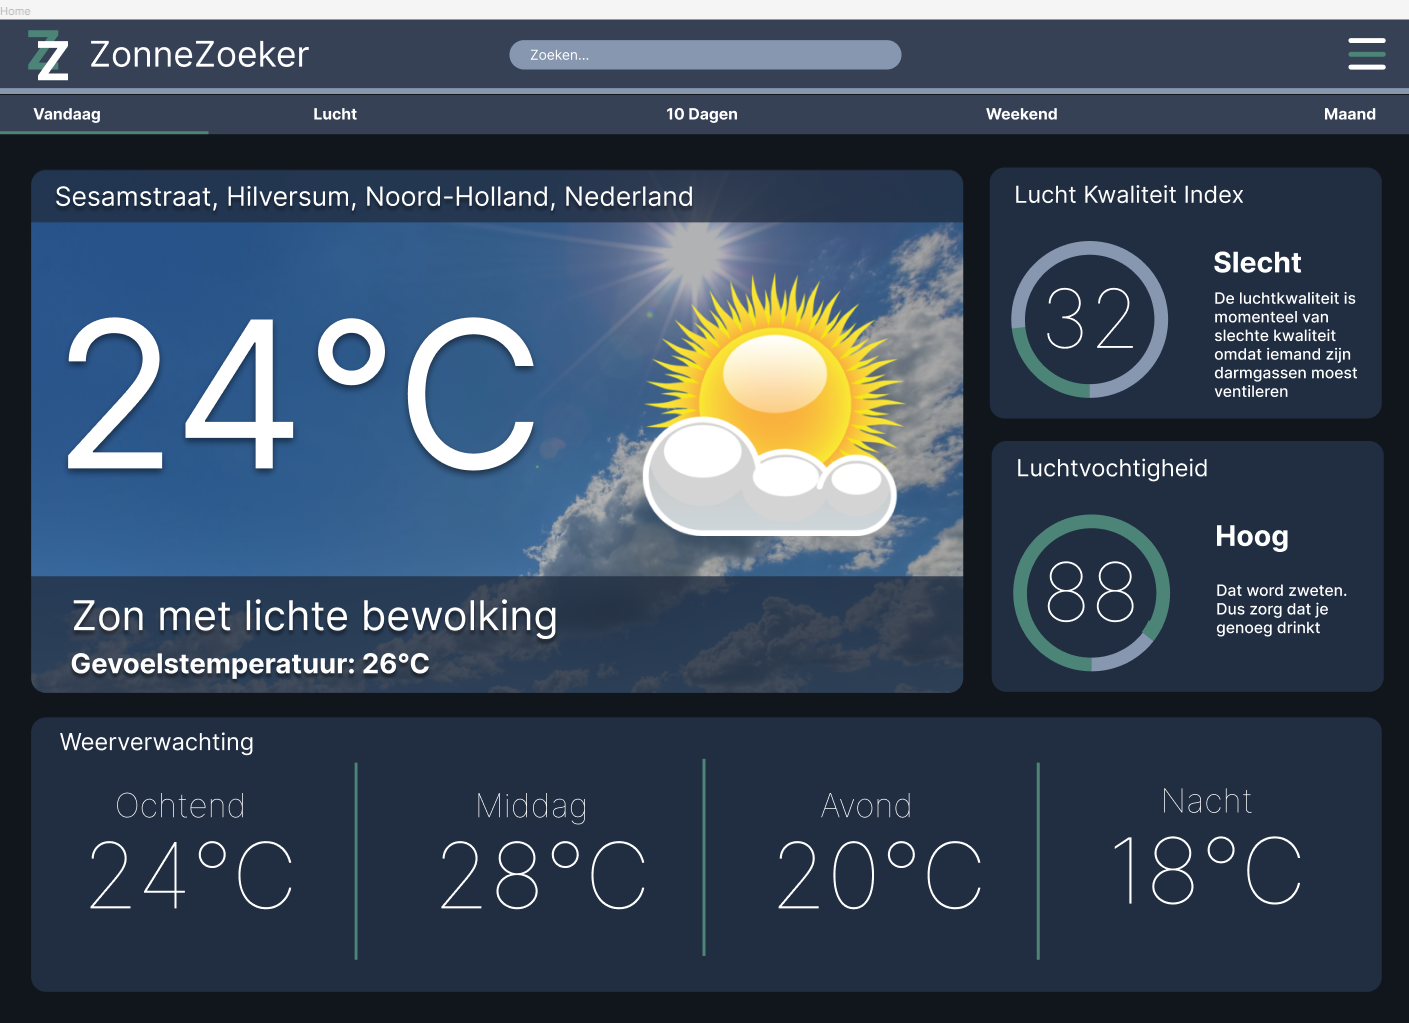 Home
ZonneZoeker
Zoeken...
Vandaag
Lucht
10 Dagen
Weekend
Maand
Sesamstraat, Hilversum, Noord-Holland, Nederland
24°C
Zon met lichte bewolking
Gevoelstemperatuur: 26°C
Lucht Kwaliteit Index
32
Slecht
De luchtkwaliteit is
momenteel van
slechte kwaliteit
omdat iemand zijn
darmgassen moest
ventileren
Luchtvochtigheid
88
Hoog
Dat word zweten.
Dus zorg dat je
genoeg drinkt
Weerverwachting
Ochtend
24°C
Middag
28°C
Avond
20°C
Nacht
18°C